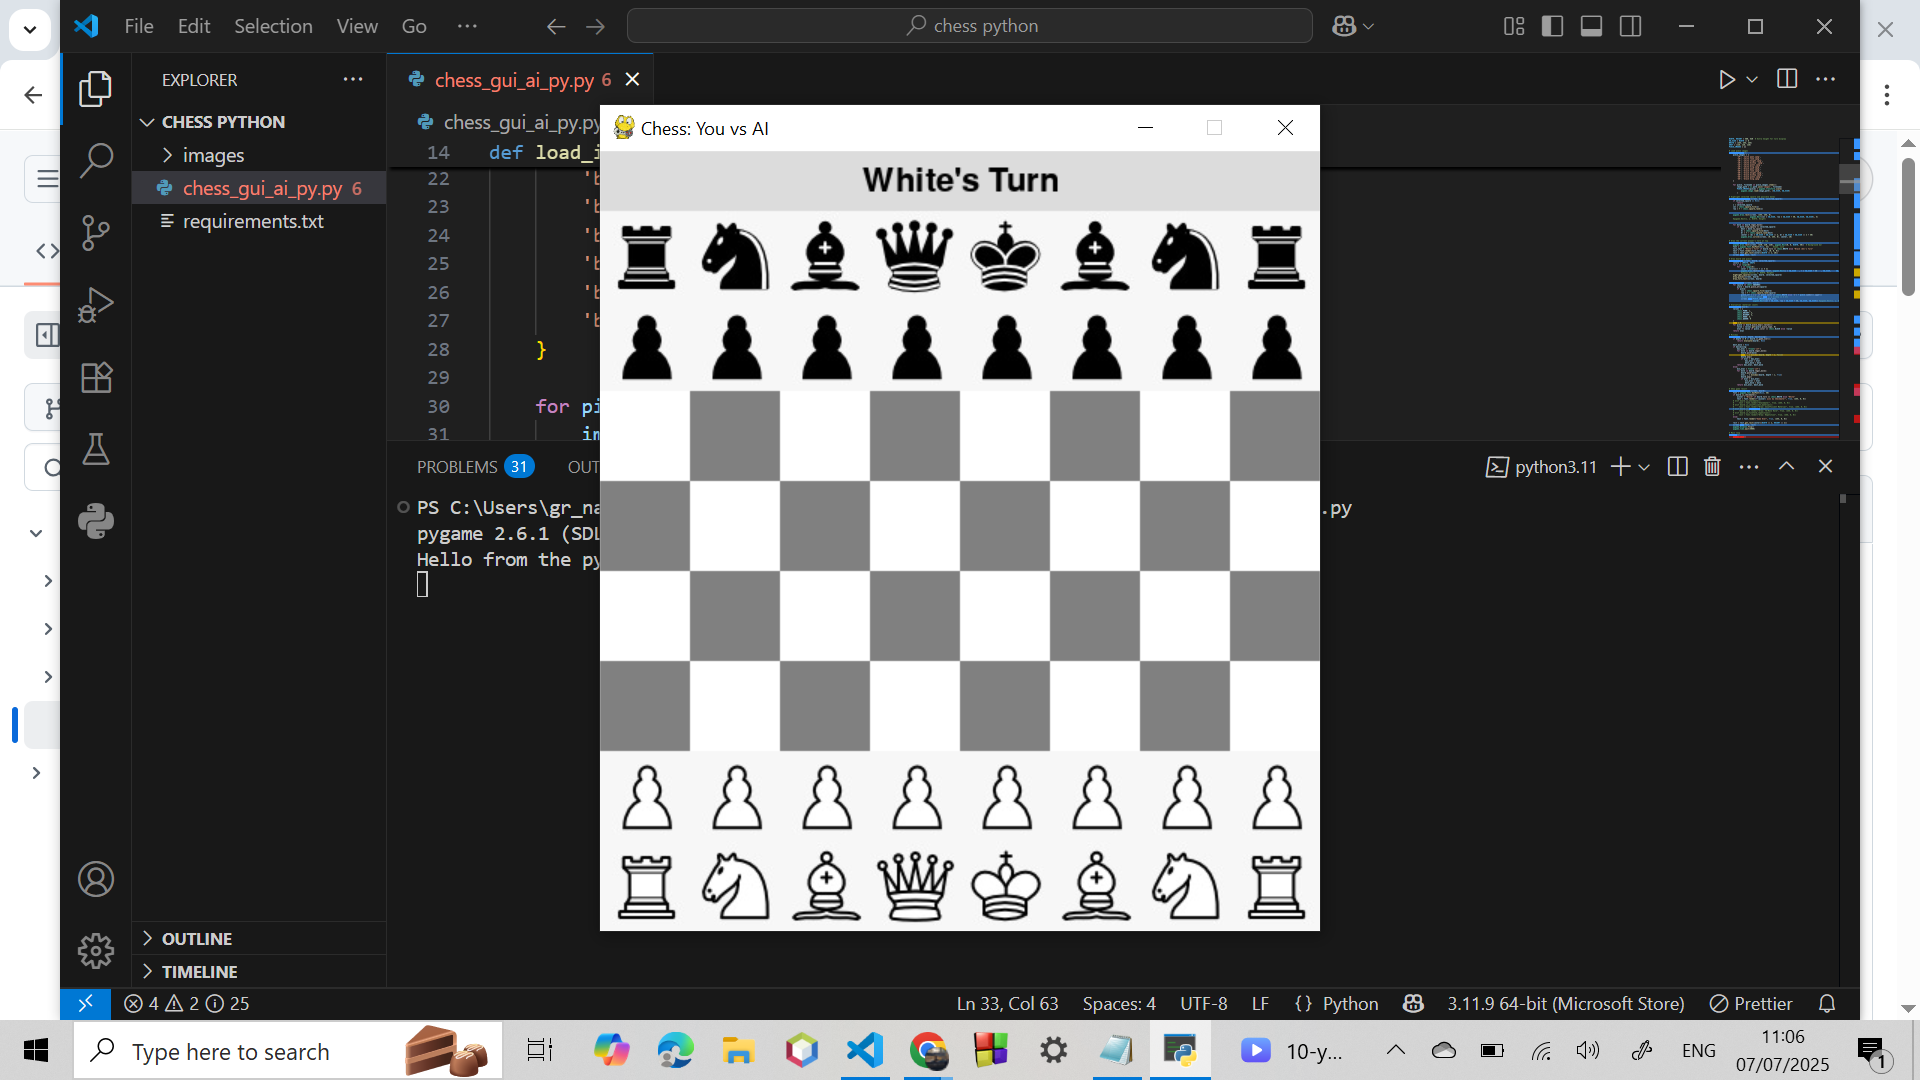 File Edit Selection View Go ··· chess python
EXPLORER ···
CHESS PYTHON
images
chess_gui_ai_py.py 6
requirements.txt
OUTLINE
TIMELINE
chess_gui_ai_py.py 6
chess_gui_ai_py.py
14 def load_i
22 'b
23 'b
24 'b
25 'b
26 'b
27 'b
28 }
29
30 for pi
31 im
Chess: You vs AI
White's Turn
PROBLEMS 31 OUT
python3.11
PS C:\Users\gr_na .py
pygame 2.6.1 (SDL
Hello from the py
4 2 25
Ln 33, Col 63 Spaces: 4 UTF-8 LF {} Python 3.11.9 64-bit (Microsoft Store) Prettier
Type here to search
10-y...
ENG
11:06
07/07/2025
1